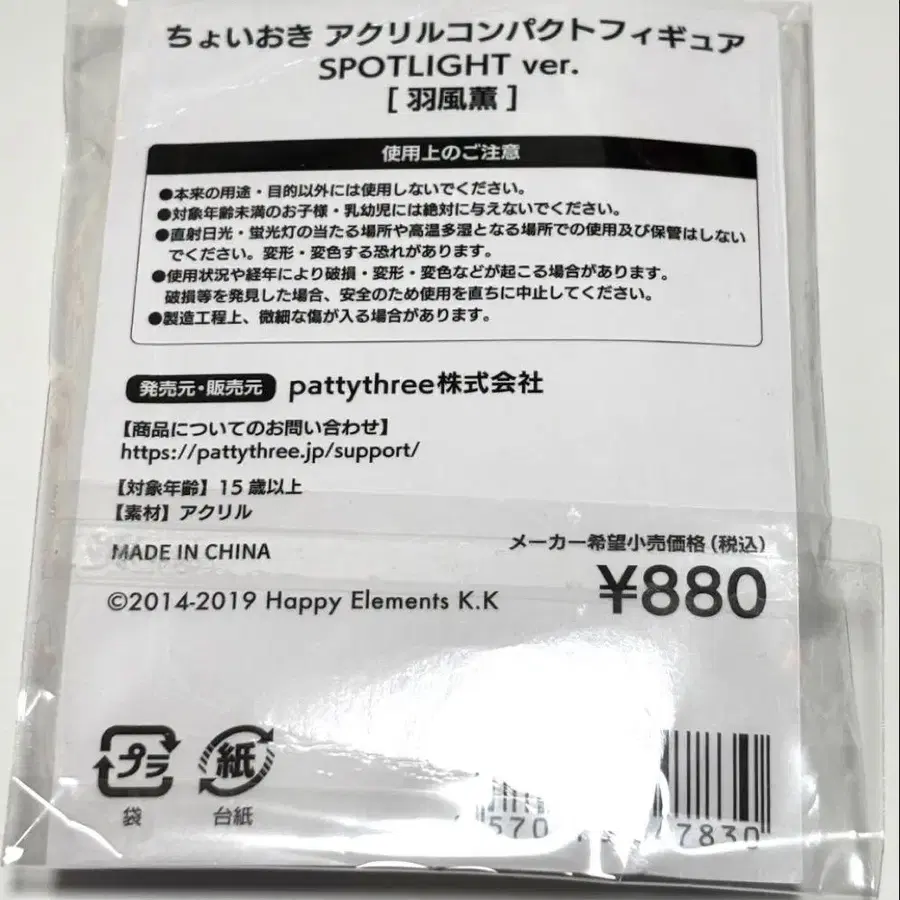 ちょいおき アクリルコンパクトフィギュア
SPOTLIGHT ver.
[ 羽風薫 ]
使用上のご注意
●本来の用途・目的以外には使用しないでください。
●対象年齢未満のお子様・乳幼児には絶対に与えないでください。
●直射日光・蛍光灯の当たる場所や高温多湿となる場所での使用及び保管はしない
でください。変形・変色する恐れがあります。
●使用状況や経年により破損・変形・変色などが起こる場合があります。
破損等を発見した場合、安全のため使用を直ちに中止してください。
●製造工程上、微細な傷が入る場合があります。
発売元・販売元 pattythree株式会社
【商品についてのお問い合わせ】
https://pattythree.jp/support/
【対象年齢】15歳以上
【素材】アクリル
MADE IN CHINA
メーカー希望小売価格(税込)
¥880
©2014-2019 Happy Elements K.K
プラ 紙
袋 台紙
570 7830